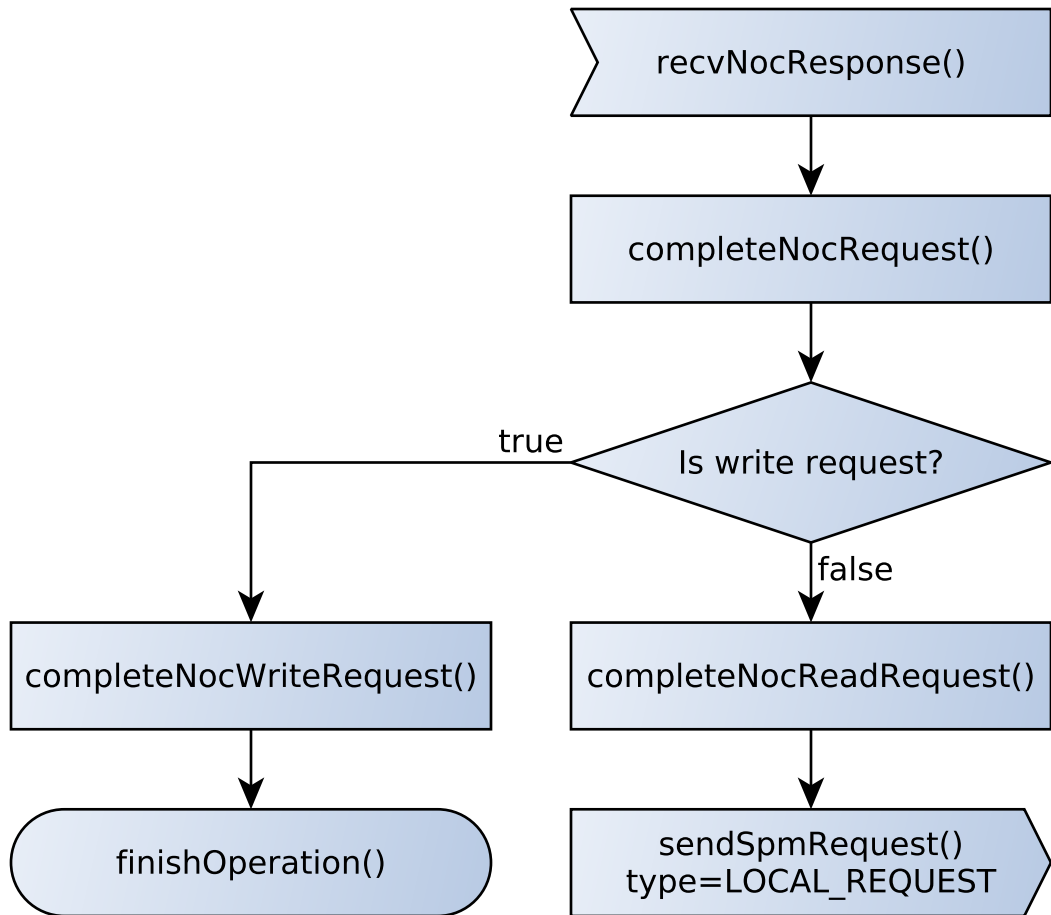 recvNocResponse()
completeNocRequest()
Is write request?
true
false
completeNocWriteRequest()
completeNocReadRequest()
finishOperation()
sendSpmRequest()
type=LOCAL_REQUEST